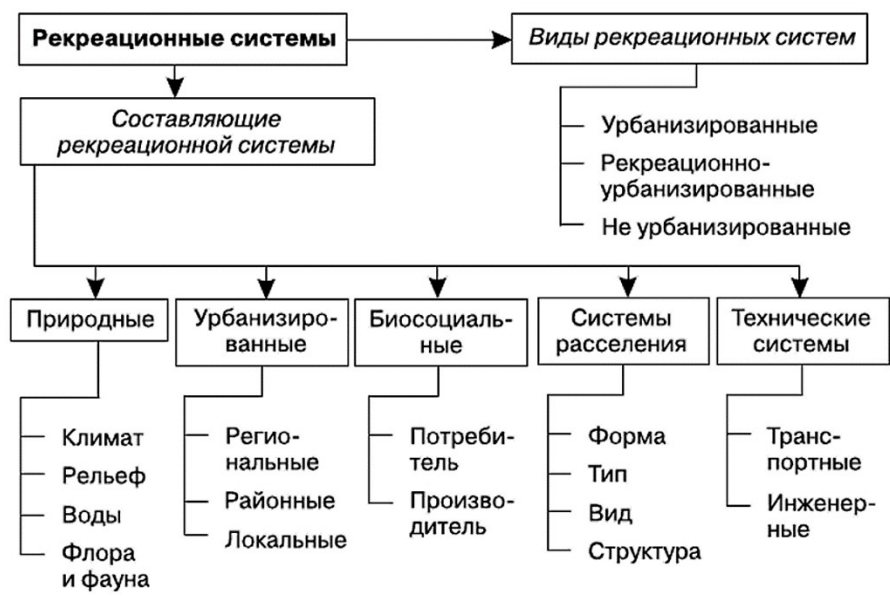 Рекреационные системы
Виды рекреационных систем
Составляющие
рекреационной системы
Урбанизированные
Рекреационно-
урбанизированные
Не урбанизированные
Природные
Климат
Рельеф
Воды
Флора
и фауна
Урбанизиро-
ванные
Регио-
нальные
Районные
Локальные
Биосоциаль-
ные
Потреби-
тель
Произво-
дитель
Системы
расселения
Форма
Тип
Вид
Структура
Технические
системы
Транс-
портные
Инженер-
ные